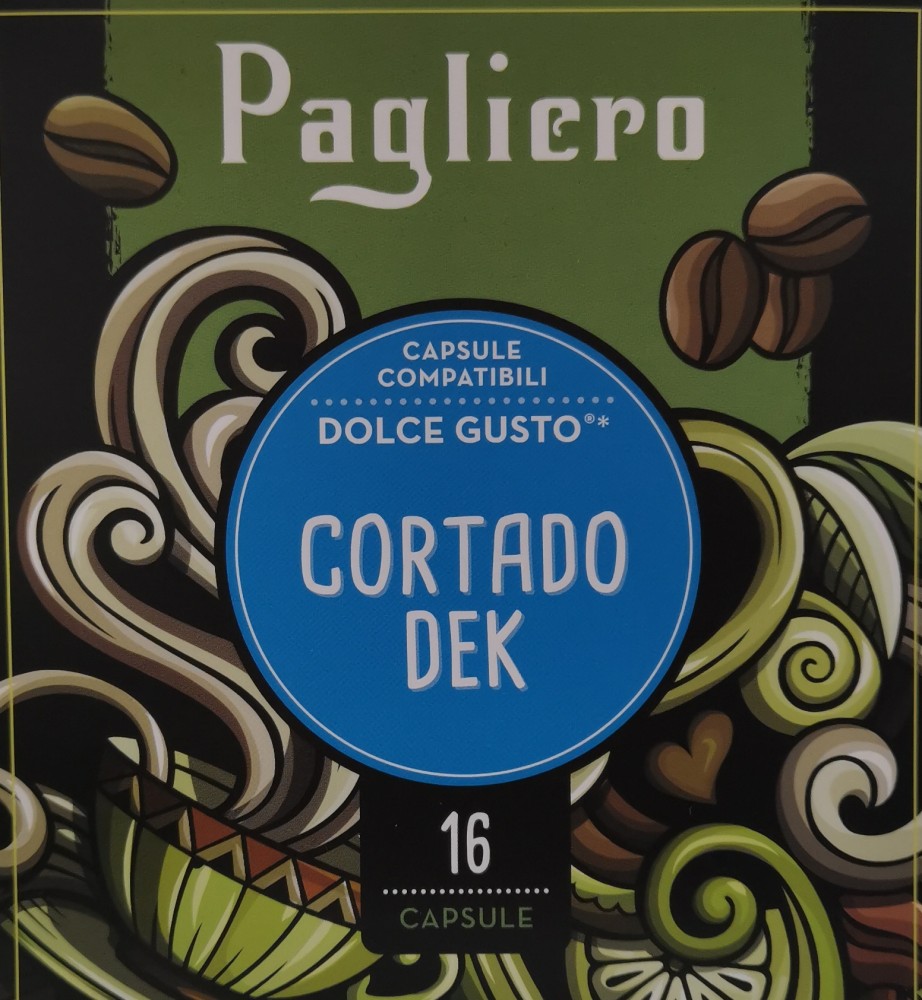 Pagliero
CAPSULE
COMPATIBILI
DOLCE GUSTO®*
CORTADO
DEK
16
CAPSULE